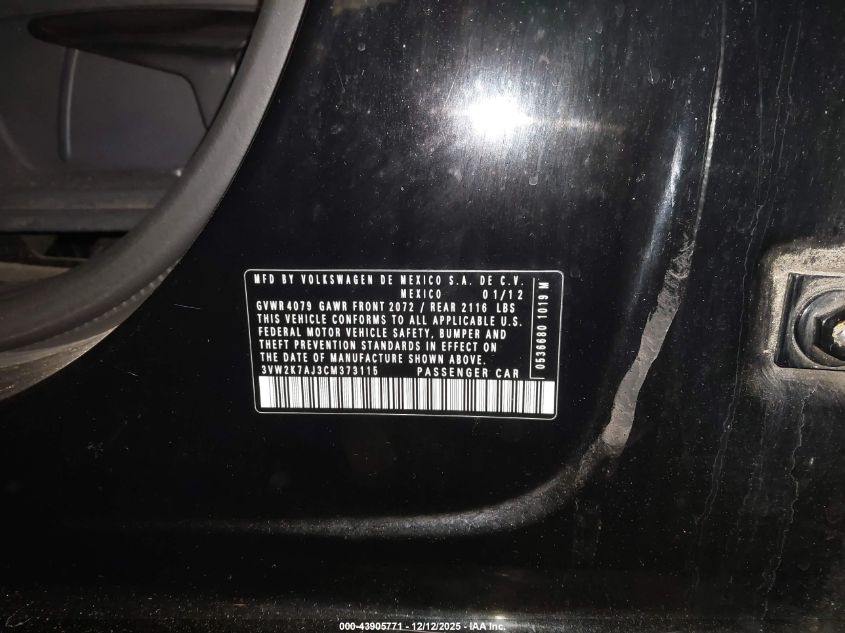 MFD BY VOLKSWAGEN DE MEXICO S.A. DE C.V.
MEXICO 01/12
GVWR 4079 GAWR FRONT 2072 / REAR 2116 LBS
THIS VEHICLE CONFORMS TO ALL APPLICABLE U.S.
FEDERAL MOTOR VEHICLE SAFETY, BUMPER AND
THEFT PREVENTION STANDARDS IN EFFECT ON
THE DATE OF MANUFACTURE SHOWN ABOVE.
3VW2K7AJ3CM373115 PASSENGER CAR
0536680 1019 M
000-43905771 - 12/12/2025 - IAA Inc.